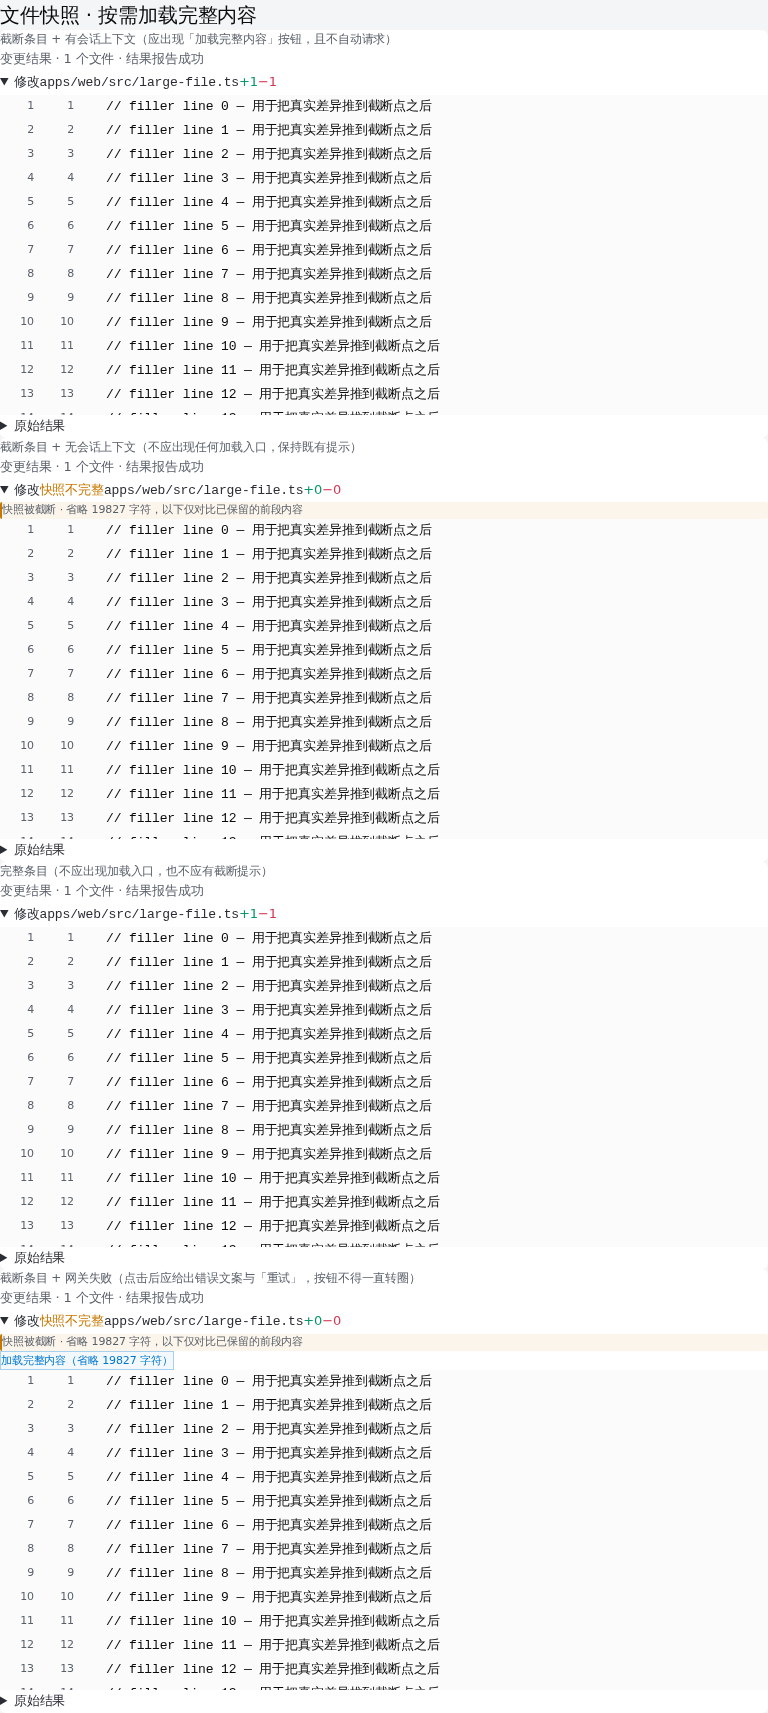 文件快照 · 按需加载完整内容
截断条目 + 有会话上下文（应出现「加载完整内容」按钮，且不自动请求）
变更结果 · 1 个文件 · 结果报告成功
▼ 修改apps/web/src/large-file.ts+1−1
1 1 // filler line 0 — 用于把真实差异推到截断点之后
2 2 // filler line 1 — 用于把真实差异推到截断点之后
3 3 // filler line 2 — 用于把真实差异推到截断点之后
4 4 // filler line 3 — 用于把真实差异推到截断点之后
5 5 // filler line 4 — 用于把真实差异推到截断点之后
6 6 // filler line 5 — 用于把真实差异推到截断点之后
7 7 // filler line 6 — 用于把真实差异推到截断点之后
8 8 // filler line 7 — 用于把真实差异推到截断点之后
9 9 // filler line 8 — 用于把真实差异推到截断点之后
10 10 // filler line 9 — 用于把真实差异推到截断点之后
11 11 // filler line 10 — 用于把真实差异推到截断点之后
12 12 // filler line 11 — 用于把真实差异推到截断点之后
13 13 // filler line 12 — 用于把真实差异推到截断点之后
▶ 原始结果
截断条目 + 无会话上下文（不应出现任何加载入口，保持既有提示）
变更结果 · 1 个文件 · 结果报告成功
▼ 修改快照不完整apps/web/src/large-file.ts+0−0
快照被截断 · 省略 19827 字符，以下仅对比已保留的前段内容
1 1 // filler line 0 — 用于把真实差异推到截断点之后
2 2 // filler line 1 — 用于把真实差异推到截断点之后
3 3 // filler line 2 — 用于把真实差异推到截断点之后
4 4 // filler line 3 — 用于把真实差异推到截断点之后
5 5 // filler line 4 — 用于把真实差异推到截断点之后
6 6 // filler line 5 — 用于把真实差异推到截断点之后
7 7 // filler line 6 — 用于把真实差异推到截断点之后
8 8 // filler line 7 — 用于把真实差异推到截断点之后
9 9 // filler line 8 — 用于把真实差异推到截断点之后
10 10 // filler line 9 — 用于把真实差异推到截断点之后
11 11 // filler line 10 — 用于把真实差异推到截断点之后
12 12 // filler line 11 — 用于把真实差异推到截断点之后
13 13 // filler line 12 — 用于把真实差异推到截断点之后
▶ 原始结果
完整条目（不应出现加载入口，也不应有截断提示）
变更结果 · 1 个文件 · 结果报告成功
▼ 修改apps/web/src/large-file.ts+1−1
1 1 // filler line 0 — 用于把真实差异推到截断点之后
2 2 // filler line 1 — 用于把真实差异推到截断点之后
3 3 // filler line 2 — 用于把真实差异推到截断点之后
4 4 // filler line 3 — 用于把真实差异推到截断点之后
5 5 // filler line 4 — 用于把真实差异推到截断点之后
6 6 // filler line 5 — 用于把真实差异推到截断点之后
7 7 // filler line 6 — 用于把真实差异推到截断点之后
8 8 // filler line 7 — 用于把真实差异推到截断点之后
9 9 // filler line 8 — 用于把真实差异推到截断点之后
10 10 // filler line 9 — 用于把真实差异推到截断点之后
11 11 // filler line 10 — 用于把真实差异推到截断点之后
12 12 // filler line 11 — 用于把真实差异推到截断点之后
13 13 // filler line 12 — 用于把真实差异推到截断点之后
▶ 原始结果
截断条目 + 网关失败（点击后应给出错误文案与「重试」，按钮不得一直转圈）
变更结果 · 1 个文件 · 结果报告成功
▼ 修改快照不完整apps/web/src/large-file.ts+0−0
快照被截断 · 省略 19827 字符，以下仅对比已保留的前段内容
加载完整内容（省略 19827 字符）
1 1 // filler line 0 — 用于把真实差异推到截断点之后
2 2 // filler line 1 — 用于把真实差异推到截断点之后
3 3 // filler line 2 — 用于把真实差异推到截断点之后
4 4 // filler line 3 — 用于把真实差异推到截断点之后
5 5 // filler line 4 — 用于把真实差异推到截断点之后
6 6 // filler line 5 — 用于把真实差异推到截断点之后
7 7 // filler line 6 — 用于把真实差异推到截断点之后
8 8 // filler line 7 — 用于把真实差异推到截断点之后
9 9 // filler line 8 — 用于把真实差异推到截断点之后
10 10 // filler line 9 — 用于把真实差异推到截断点之后
11 11 // filler line 10 — 用于把真实差异推到截断点之后
12 12 // filler line 11 — 用于把真实差异推到截断点之后
13 13 // filler line 12 — 用于把真实差异推到截断点之后
▶ 原始结果